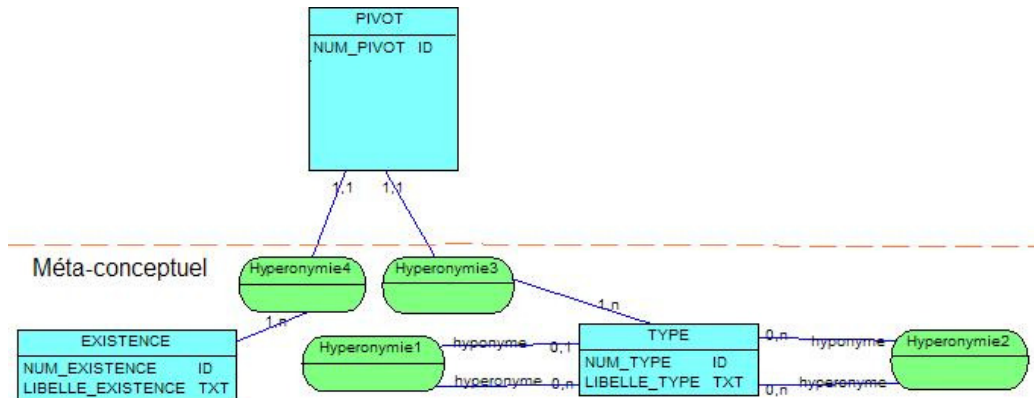 PIVOT
NUM_PIVOT ID
1,1 1,1
Méta-conceptuel
Hyperonymie4 Hyperonymie3
1,n 1,n
EXISTENCE
NUM_EXISTENCE ID
LIBELLE_EXISTENCE TXT
Hyperonymie1
hyponyme 0,1
hyperonyme 0,n
TYPE
NUM_TYPE ID
LIBELLE_TYPE TXT
0,n hyponyme
0,n hyperonyme
Hyperonymie2